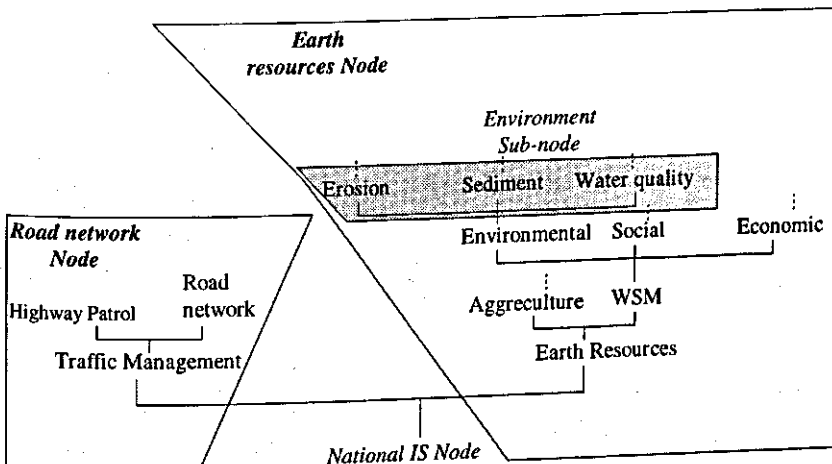 Earth
resources Node
Environment
Sub-node
Erosion Sediment Water quality
Environmental Social Economic
Road network
Node
Road
network
Highway Patrol
Aggreculture WSM
Traffic Management
Earth Resources
National IS Node